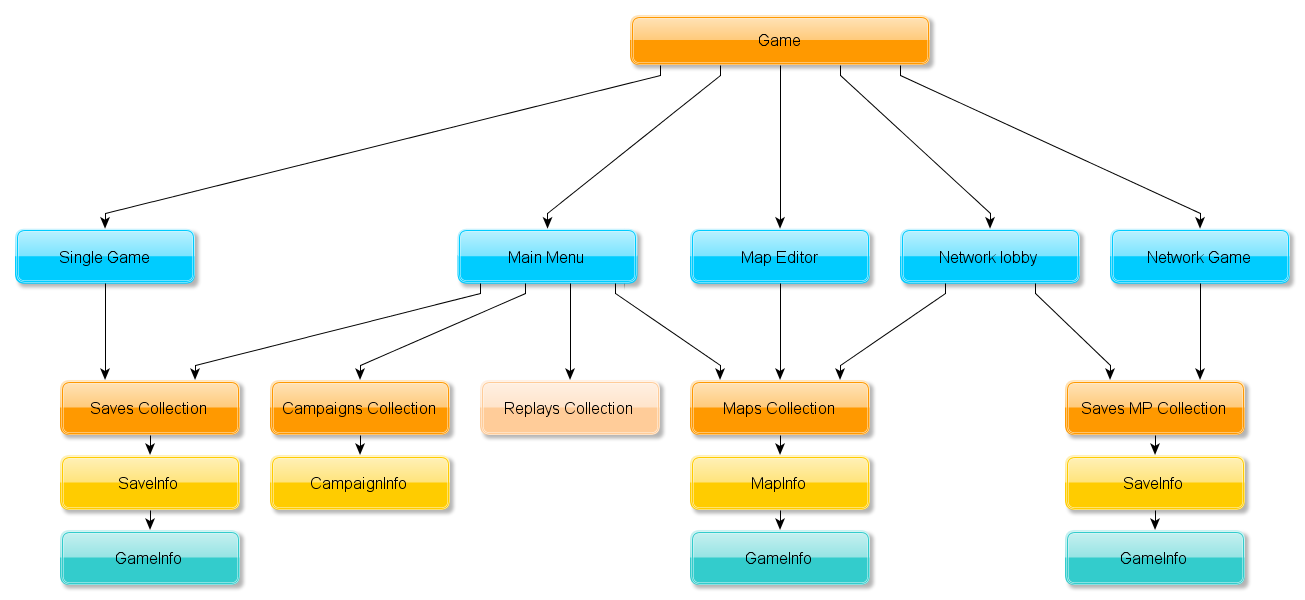 Game
Single Game
Main Menu
Map Editor
Network lobby
Network Game
Saves Collection
Campaigns Collection
Replays Collection
Maps Collection
Saves MP Collection
SaveInfo
CampaignInfo
MapInfo
SaveInfo
GameInfo
GameInfo
GameInfo